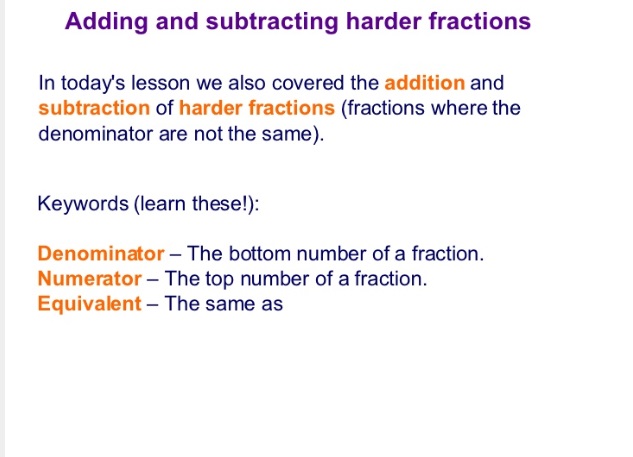 Adding and subtracting harder fractions
In today's lesson we also covered the addition and
subtraction of harder fractions (fractions where the
denominator are not the same).
Keywords (learn these!):
Denominator – The bottom number of a fraction.
Numerator – The top number of a fraction.
Equivalent – The same as